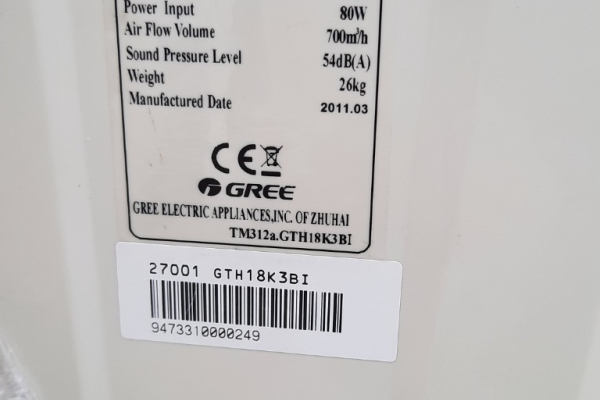 Power Input 80W
Air Flow Volume 700m³/h
Sound Pressure Level 54dB(A)
Weight 26kg
Manufactured Date 2011.03
CE
GREE
GREE ELECTRIC APPLIANCES,INC. OF ZHUHAI
TM312a.GTH18K3BI
27001 GTH18K3BI
9473310000249